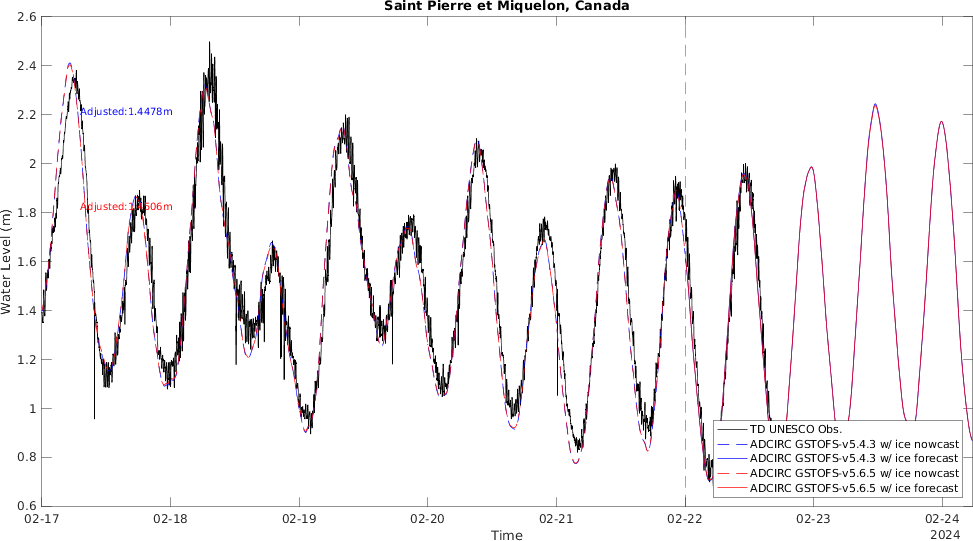 Saint Pierre et Miquelon, Canada
2.6
2.4
2.2
2
1.8
1.6
1.4
1.2
1
0.8
0.6
Water Level (m)
Adjusted:1.4478m
TD UNESCO Obs.
ADCIRC GSTOFS-v5.4.3 w/ ice nowcast
ADCIRC GSTOFS-v5.4.3 w/ ice forecast
ADCIRC GSTOFS-v5.6.5 w/ ice nowcast
ADCIRC GSTOFS-v5.6.5 w/ ice forecast
02-17
02-18
02-19
02-20
02-21
02-22
02-23
02-24
2024
Time